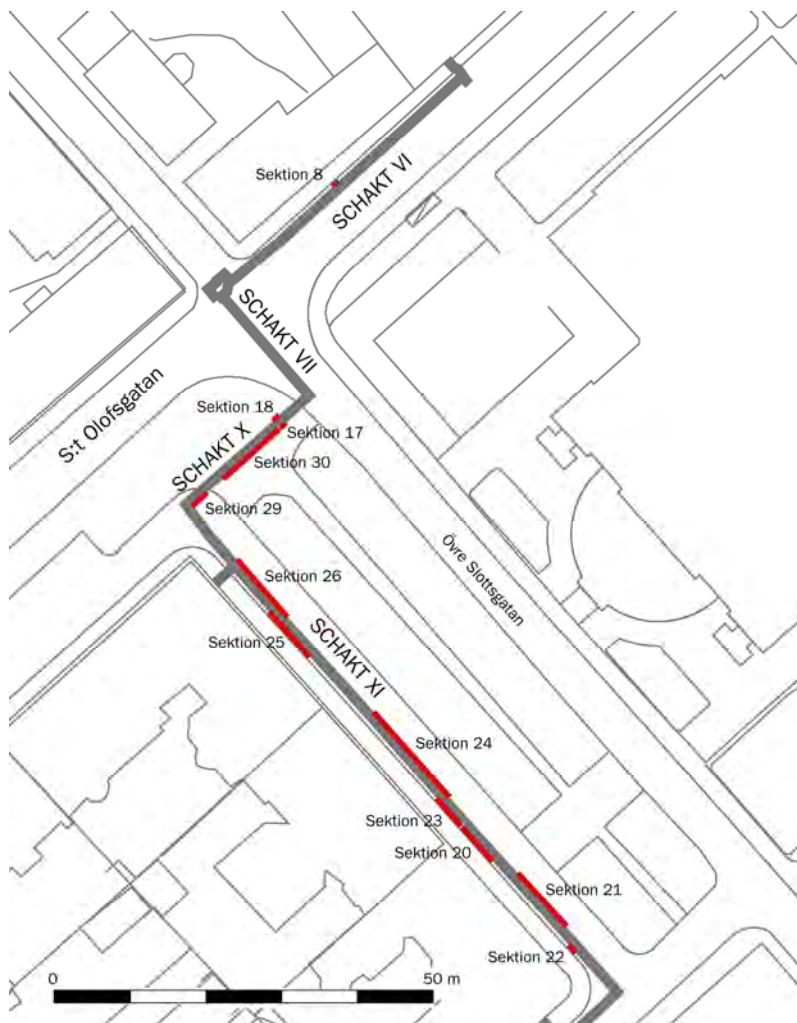 Sektion 8
SCHAKT VI
SCHAKT VII
S:t Olofsgatan
Sektion 18
Sektion 17
SCHAKT X
Sektion 30
Sektion 29
Övre Slottsgatan
Sektion 26
Sektion 25
SCHAKT XI
Sektion 24
Sektion 23
Sektion 20
Sektion 21
Sektion 22
0
50 m